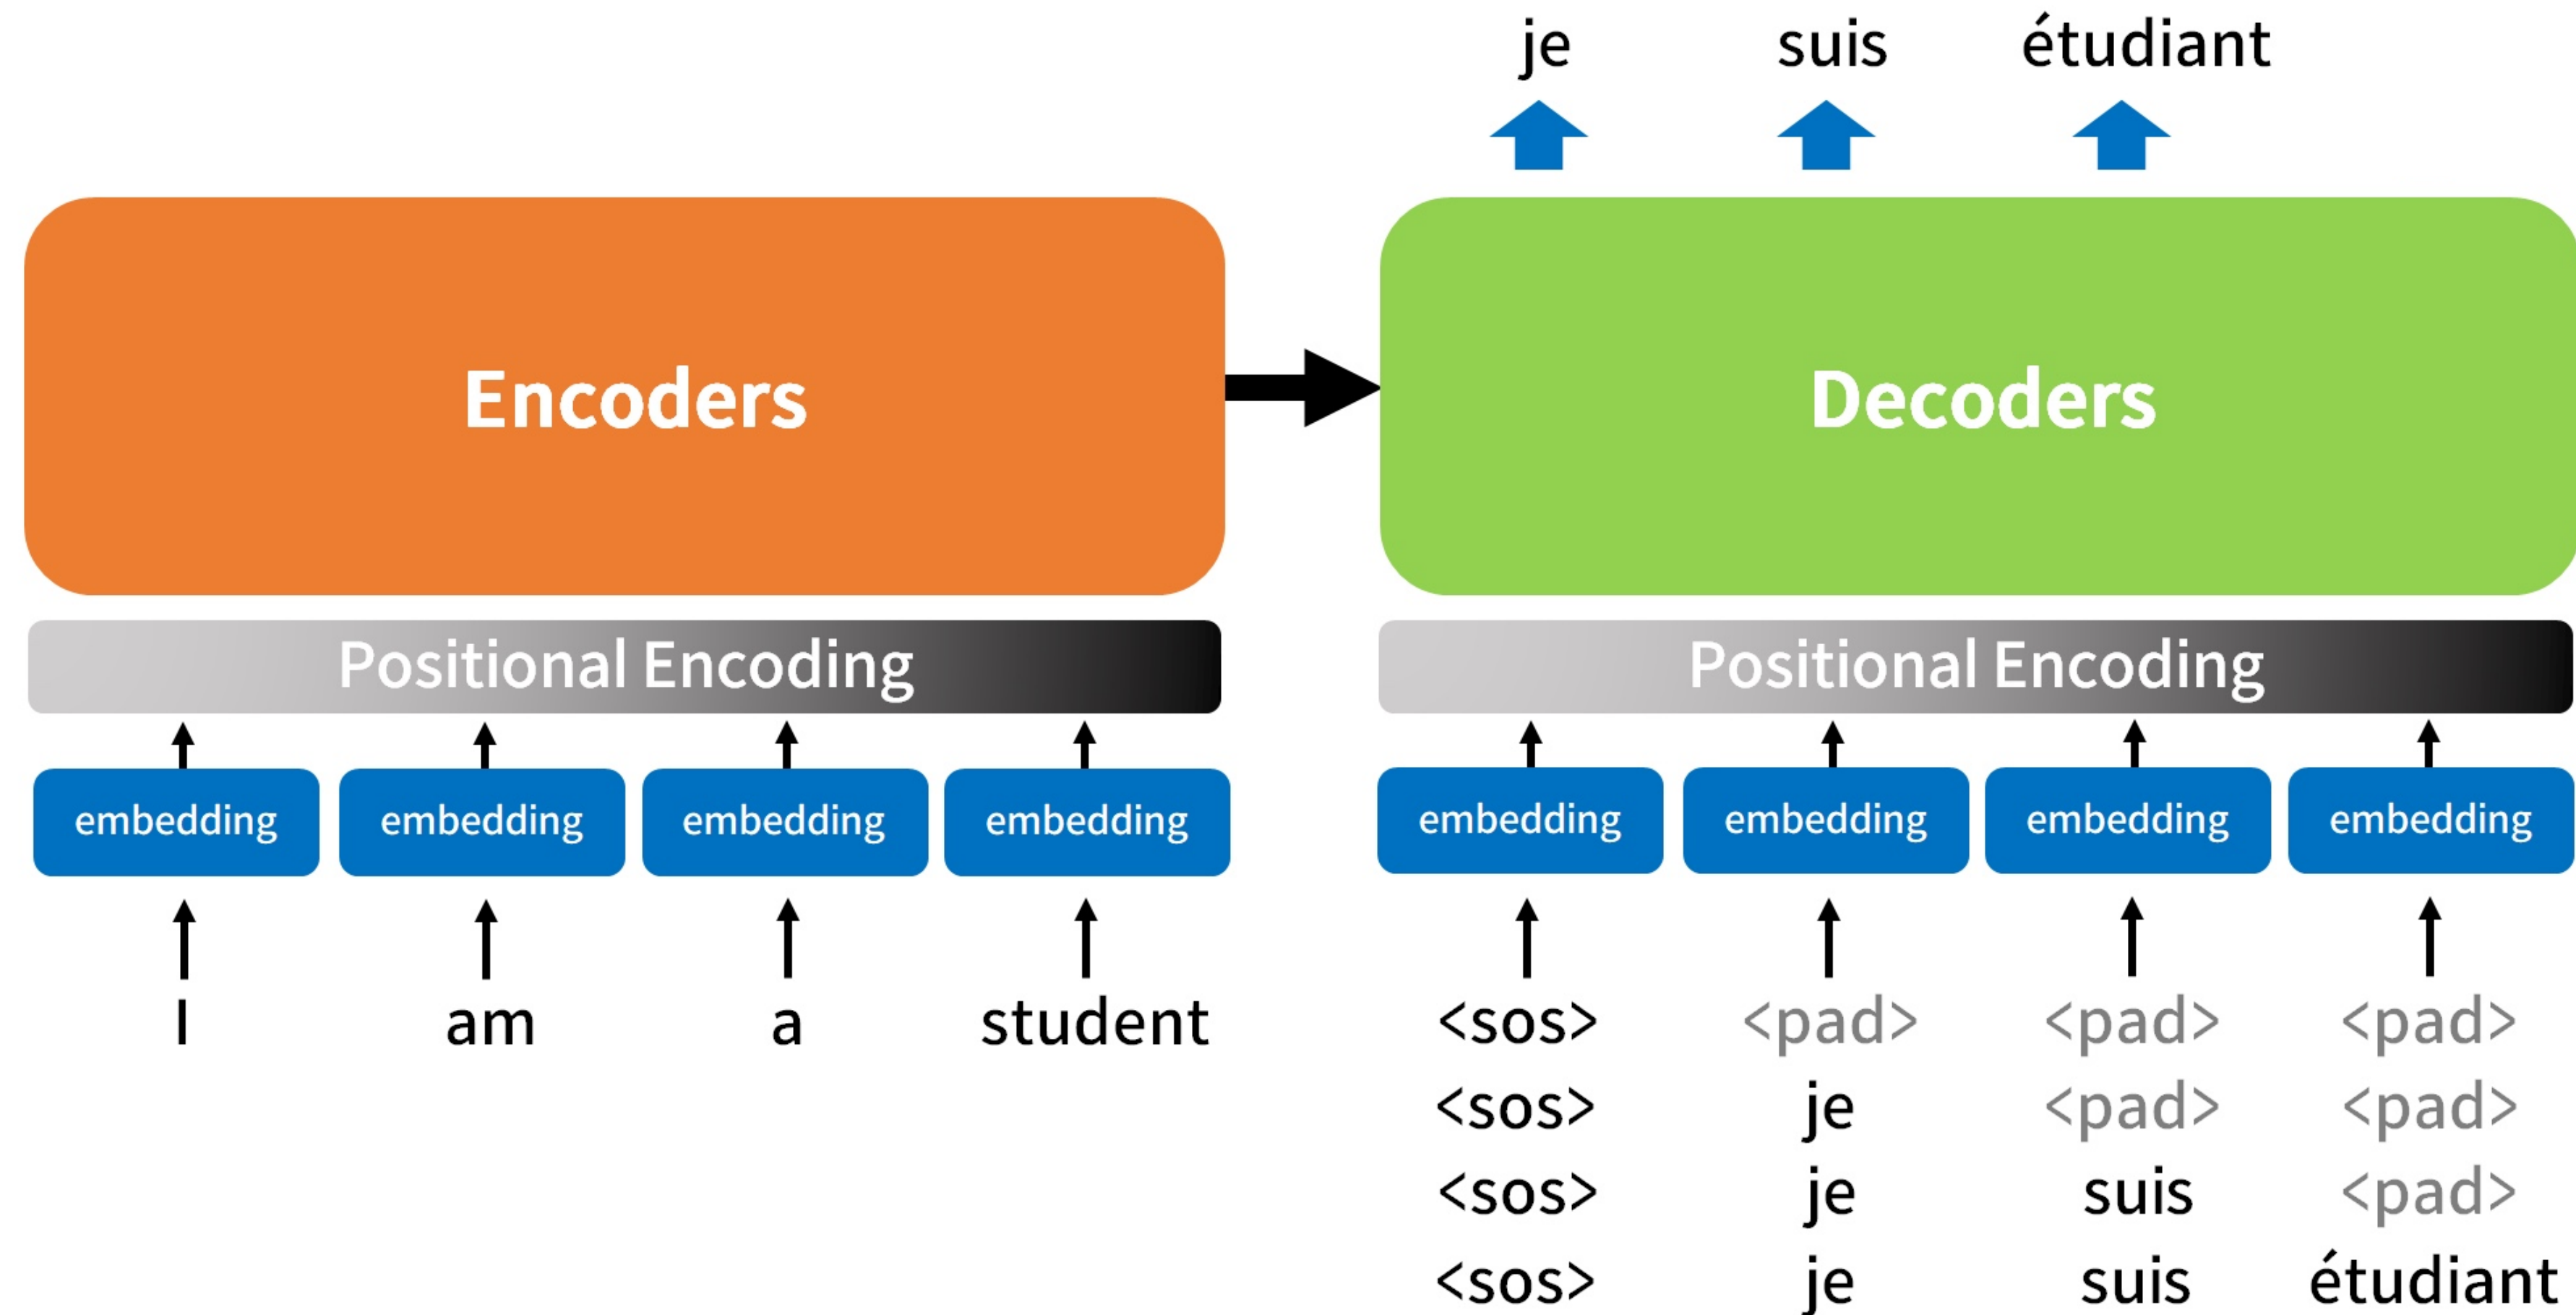 je suis étudiant
Encoders
Decoders
Positional Encoding
Positional Encoding
embedding embedding embedding embedding
embedding embedding embedding embedding
I am a student
<sos> <pad> <pad> <pad>
<sos> je <pad> <pad>
<sos> je suis <pad>
<sos> je suis étudiant